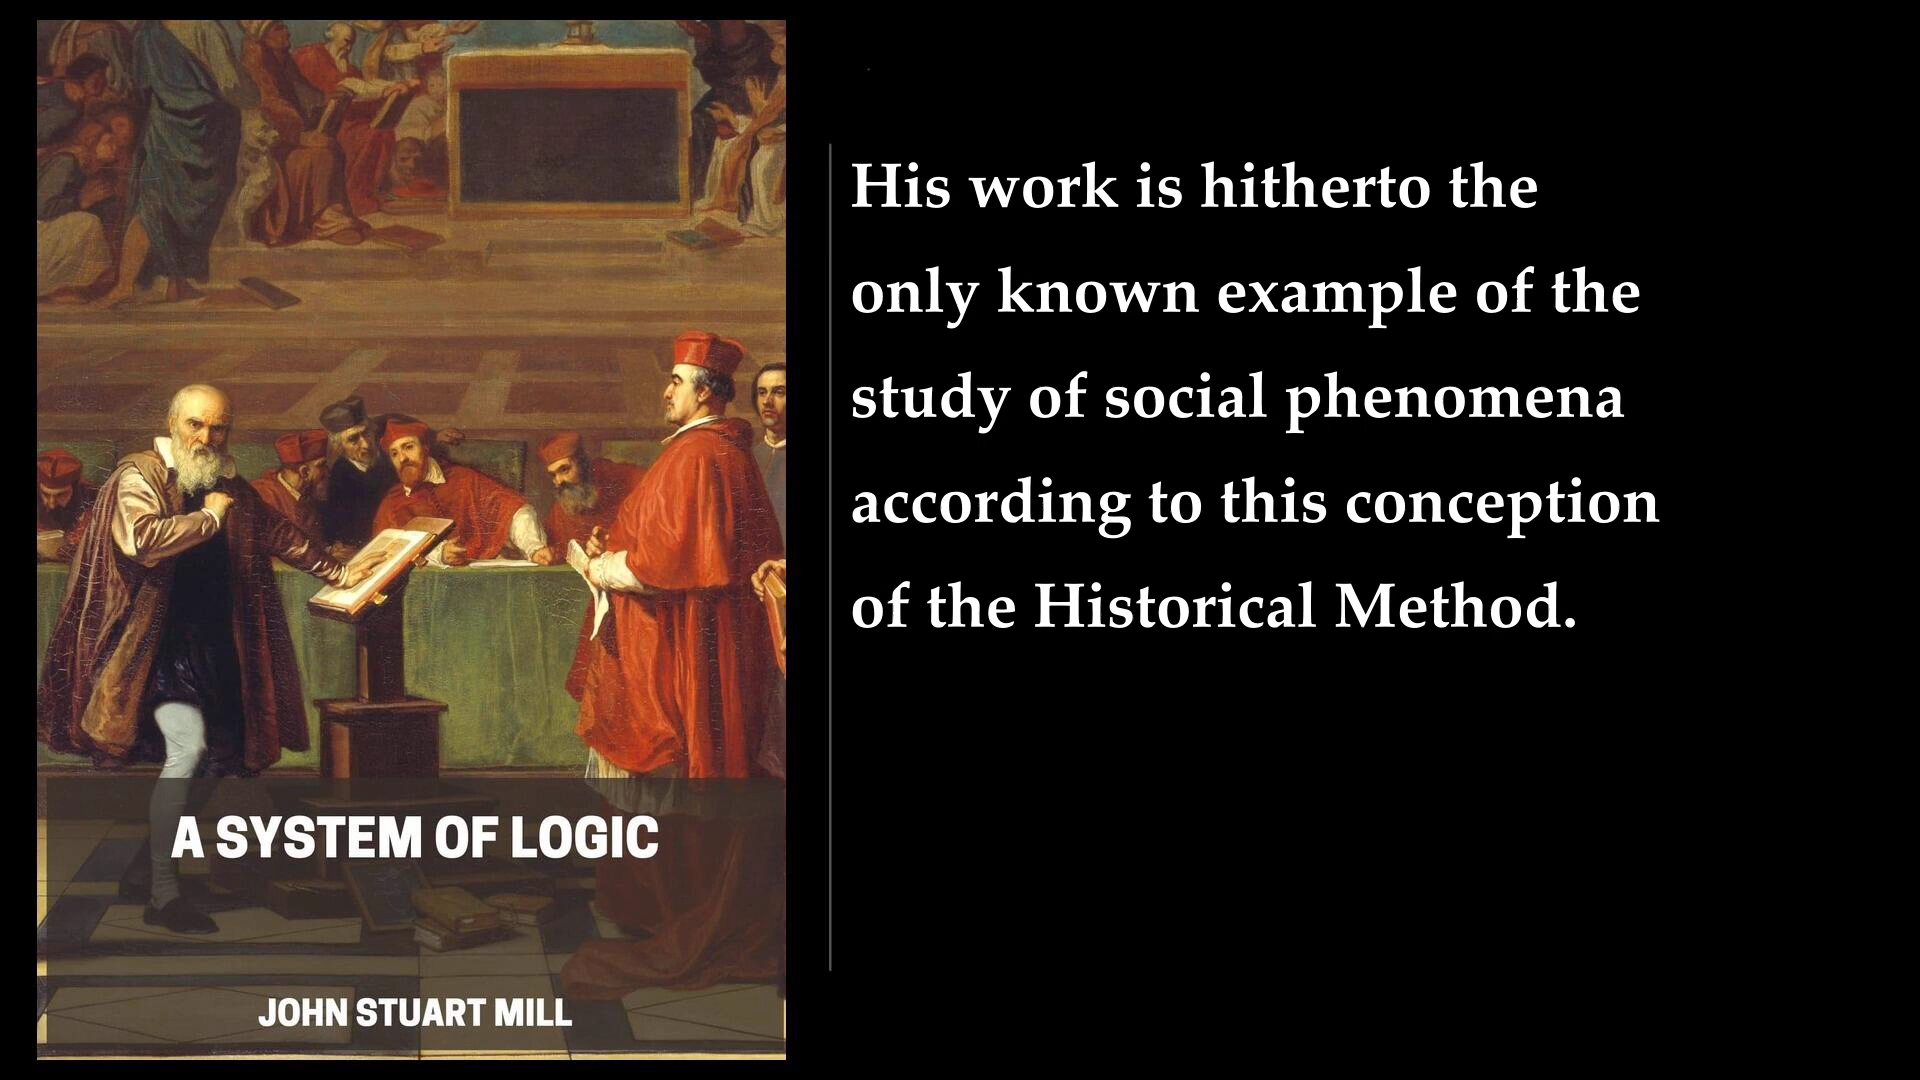 A SYSTEM OF LOGIC
JOHN STUART MILL
His work is hitherto the
only known example of the
study of social phenomena
according to this conception
of the Historical Method.